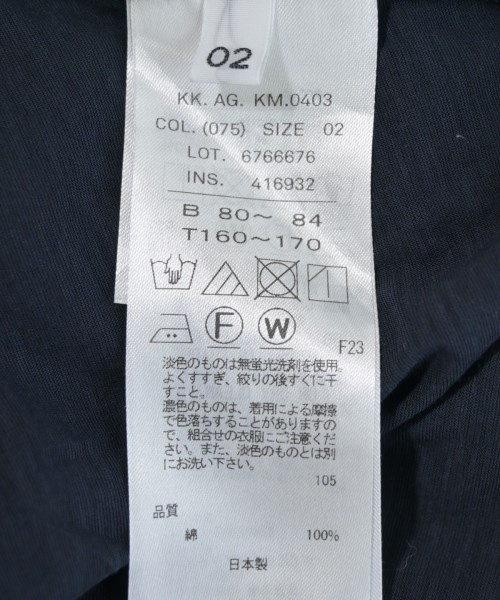 02
KK. AG. KM.0403
COL. (075) SIZE 02
LOT. 6766676
INS. 416932
B 80～ 84
T160～170
F W
F23
淡色のものは無蛍光洗剤を使用。
よくすすぎ、絞りの後すぐに干
すこと。
濃色のものは、着用による摩擦
で色落ちすることがありますの
で、組合せの衣服にご注意くだ
さい。また、淡色のものとは別
にお洗い下さい。
105
品質
綿 100%
日本製